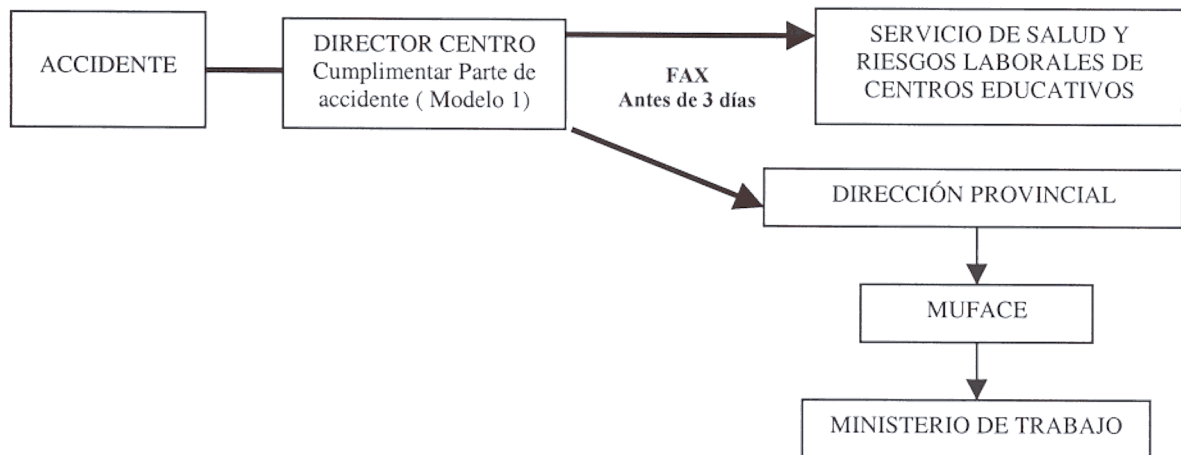 ACCIDENTE
DIRECTOR CENTRO
Cumplimentar Parte de
accidente ( Modelo 1)
FAX
Antes de 3 días
SERVICIO DE SALUD Y
RIESGOS LABORALES DE
CENTROS EDUCATIVOS
DIRECCIÓN PROVINCIAL
MUFACE
MINISTERIO DE TRABAJO